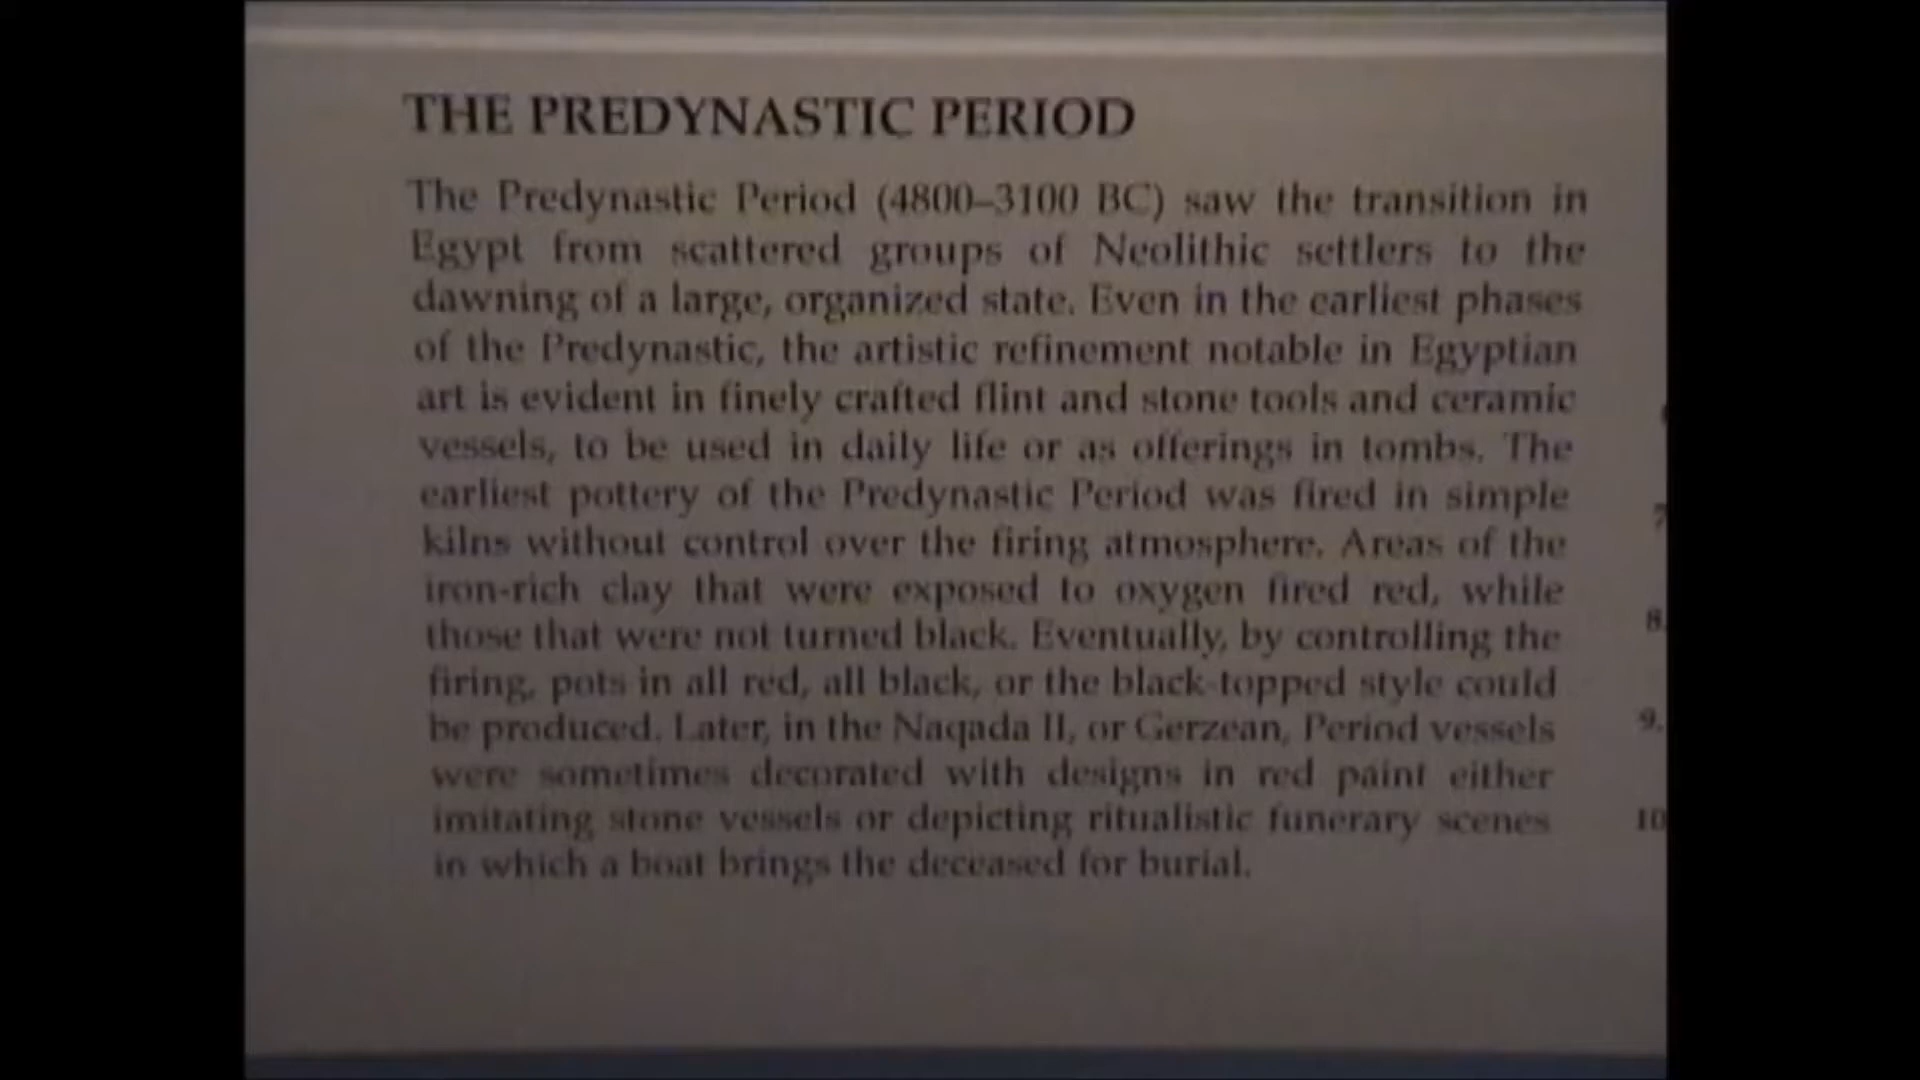 THE PREDYNASTIC PERIOD
The Predynastic Period (4800–3100 BC) saw the transition in
Egypt from scattered groups of Neolithic settlers to the
dawning of a large, organized state. Even in the earliest phases
of the Predynastic, the artistic refinement notable in Egyptian
art is evident in finely crafted flint and stone tools and ceramic
vessels, to be used in daily life or as offerings in tombs. The
earliest pottery of the Predynastic Period was fired in simple
kilns without control over the firing atmosphere. Areas of the
iron-rich clay that were exposed to oxygen fired red, while
those that were not turned black. Eventually, by controlling the
firing, pots in all red, all black, or the black-topped style could
be produced. Later, in the Naqada II, or Gerzean, Period vessels
were sometimes decorated with designs in red paint either
imitating stone vessels or depicting ritualistic funerary scenes
in which a boat brings the deceased for burial.
7
8.
9.
10